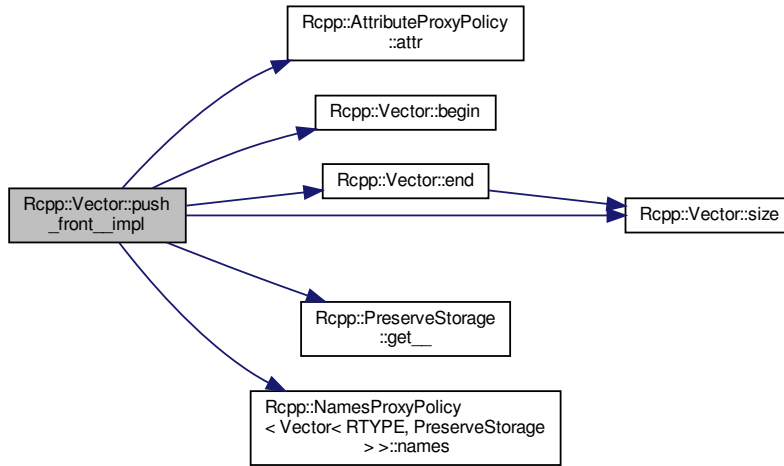 Rcpp::AttributeProxyPolicy
::attr
Rcpp::Vector::begin
Rcpp::Vector::end
Rcpp::Vector::push
_front__impl
Rcpp::Vector::size
Rcpp::PreserveStorage
::get__
Rcpp::NamesProxyPolicy
< Vector< RTYPE, PreserveStorage
> >::names